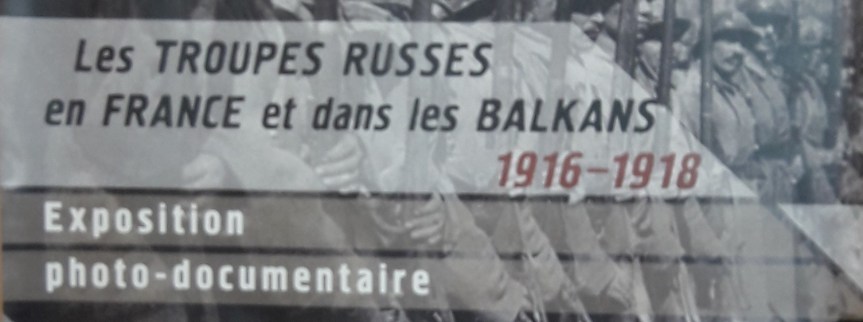 Les TROUPES RUSSES
en FRANCE et dans les BALKANS
1916-1918
Exposition
photo-documentaire